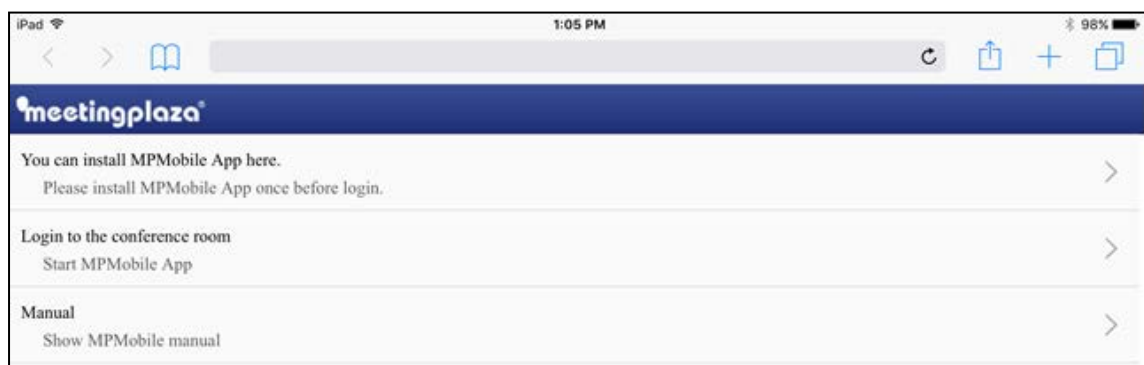 iPad
1:05 PM
98%
meetingplaza®
You can install MPMobile App here.
Please install MPMobile App once before login.
Login to the conference room
Start MPMobile App
Manual
Show MPMobile manual